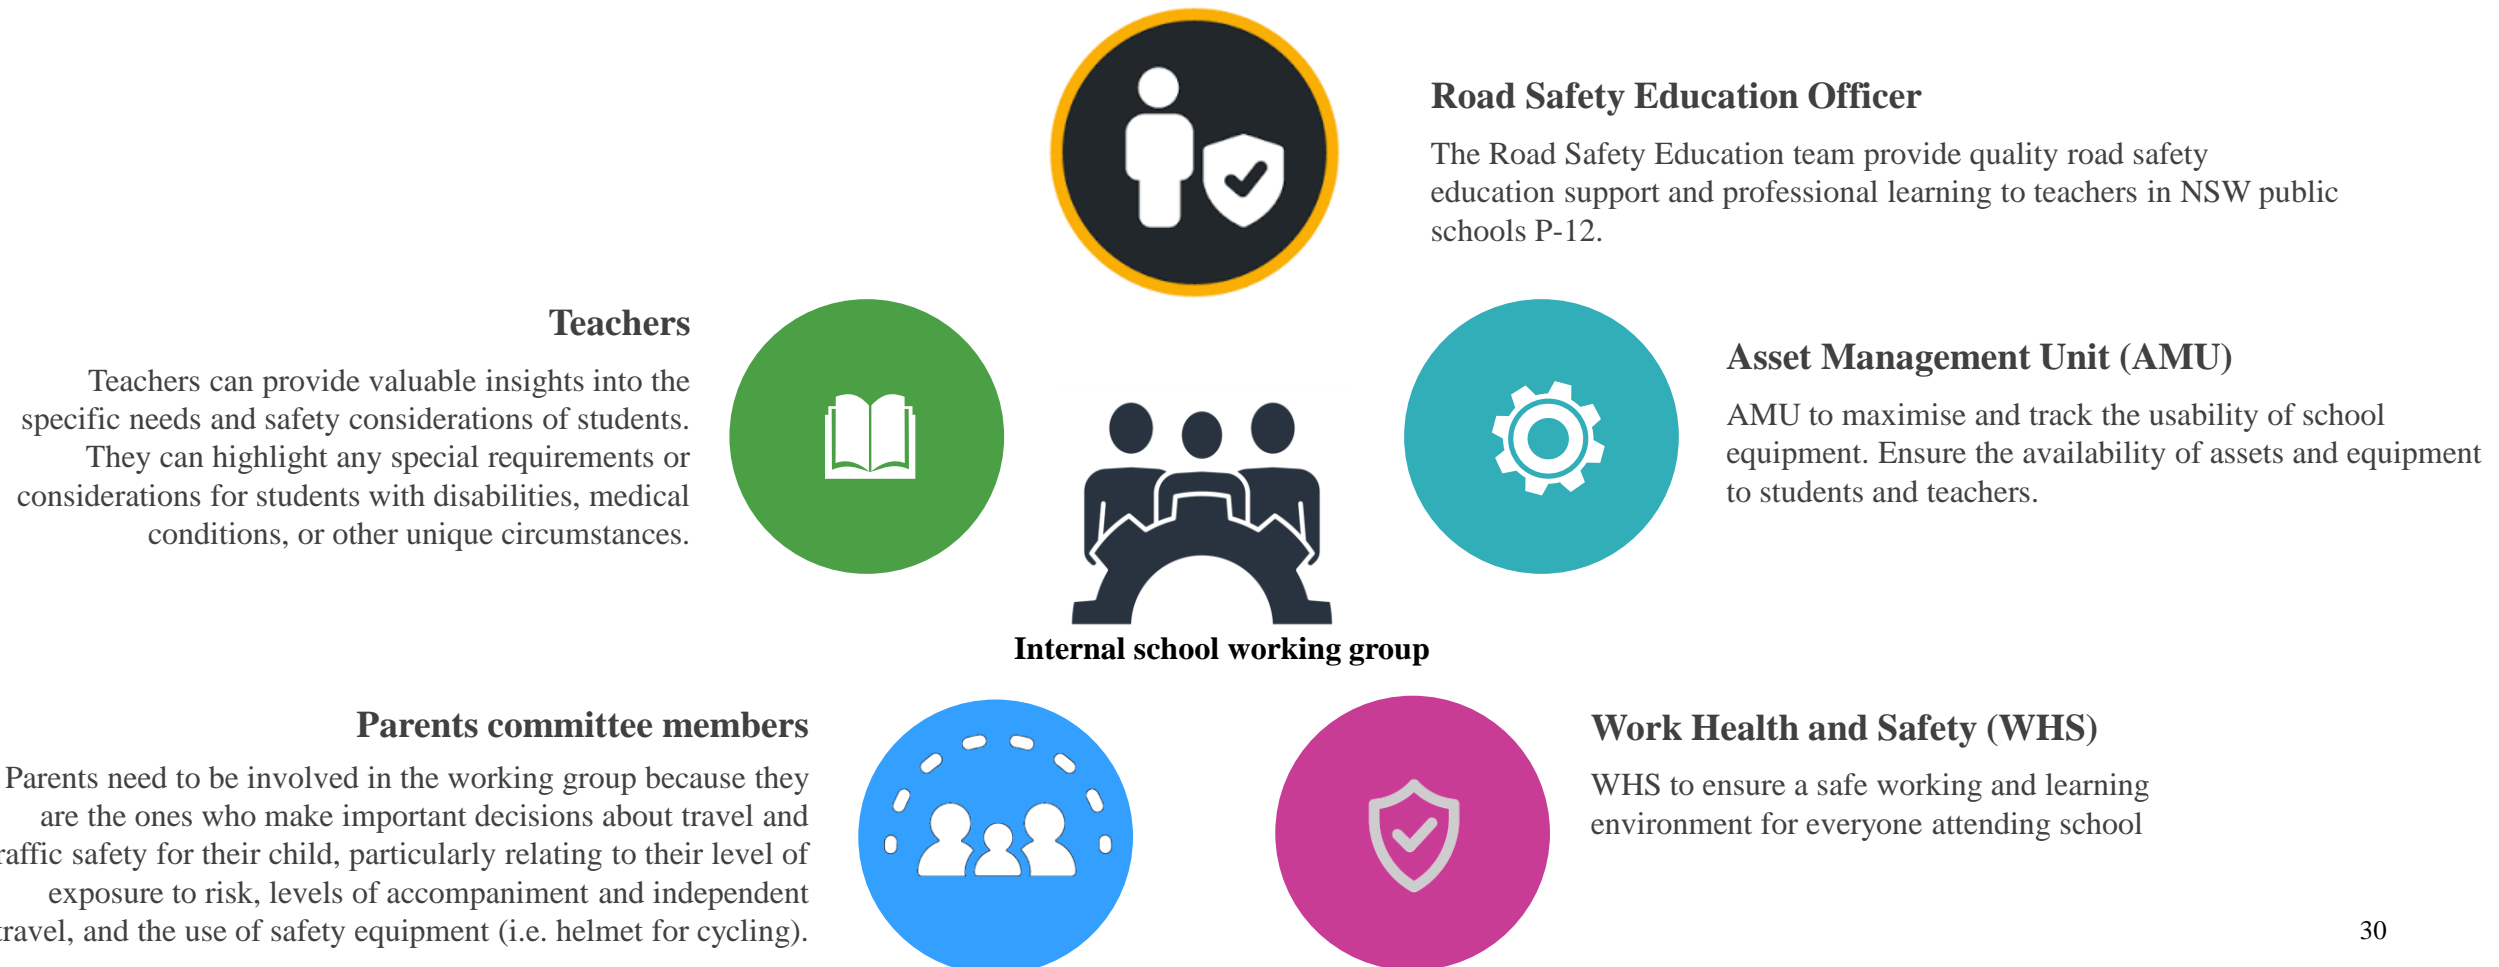 Road Safety Education Officer
The Road Safety Education team provide quality road safety
education support and professional learning to teachers in NSW public
schools P-12.
Teachers
Teachers can provide valuable insights into the
specific needs and safety considerations of students.
They can highlight any special requirements or
considerations for students with disabilities, medical
conditions, or other unique circumstances.
Asset Management Unit (AMU)
AMU to maximise and track the usability of school
equipment. Ensure the availability of assets and equipment
to students and teachers.
Internal school working group
Parents committee members
Parents need to be involved in the working group because they
are the ones who make important decisions about travel and
raffic safety for their child, particularly relating to their level of
exposure to risk, levels of accompaniment and independent
travel, and the use of safety equipment (i.e. helmet for cycling).
Work Health and Safety (WHS)
WHS to ensure a safe working and learning
environment for everyone attending school
30